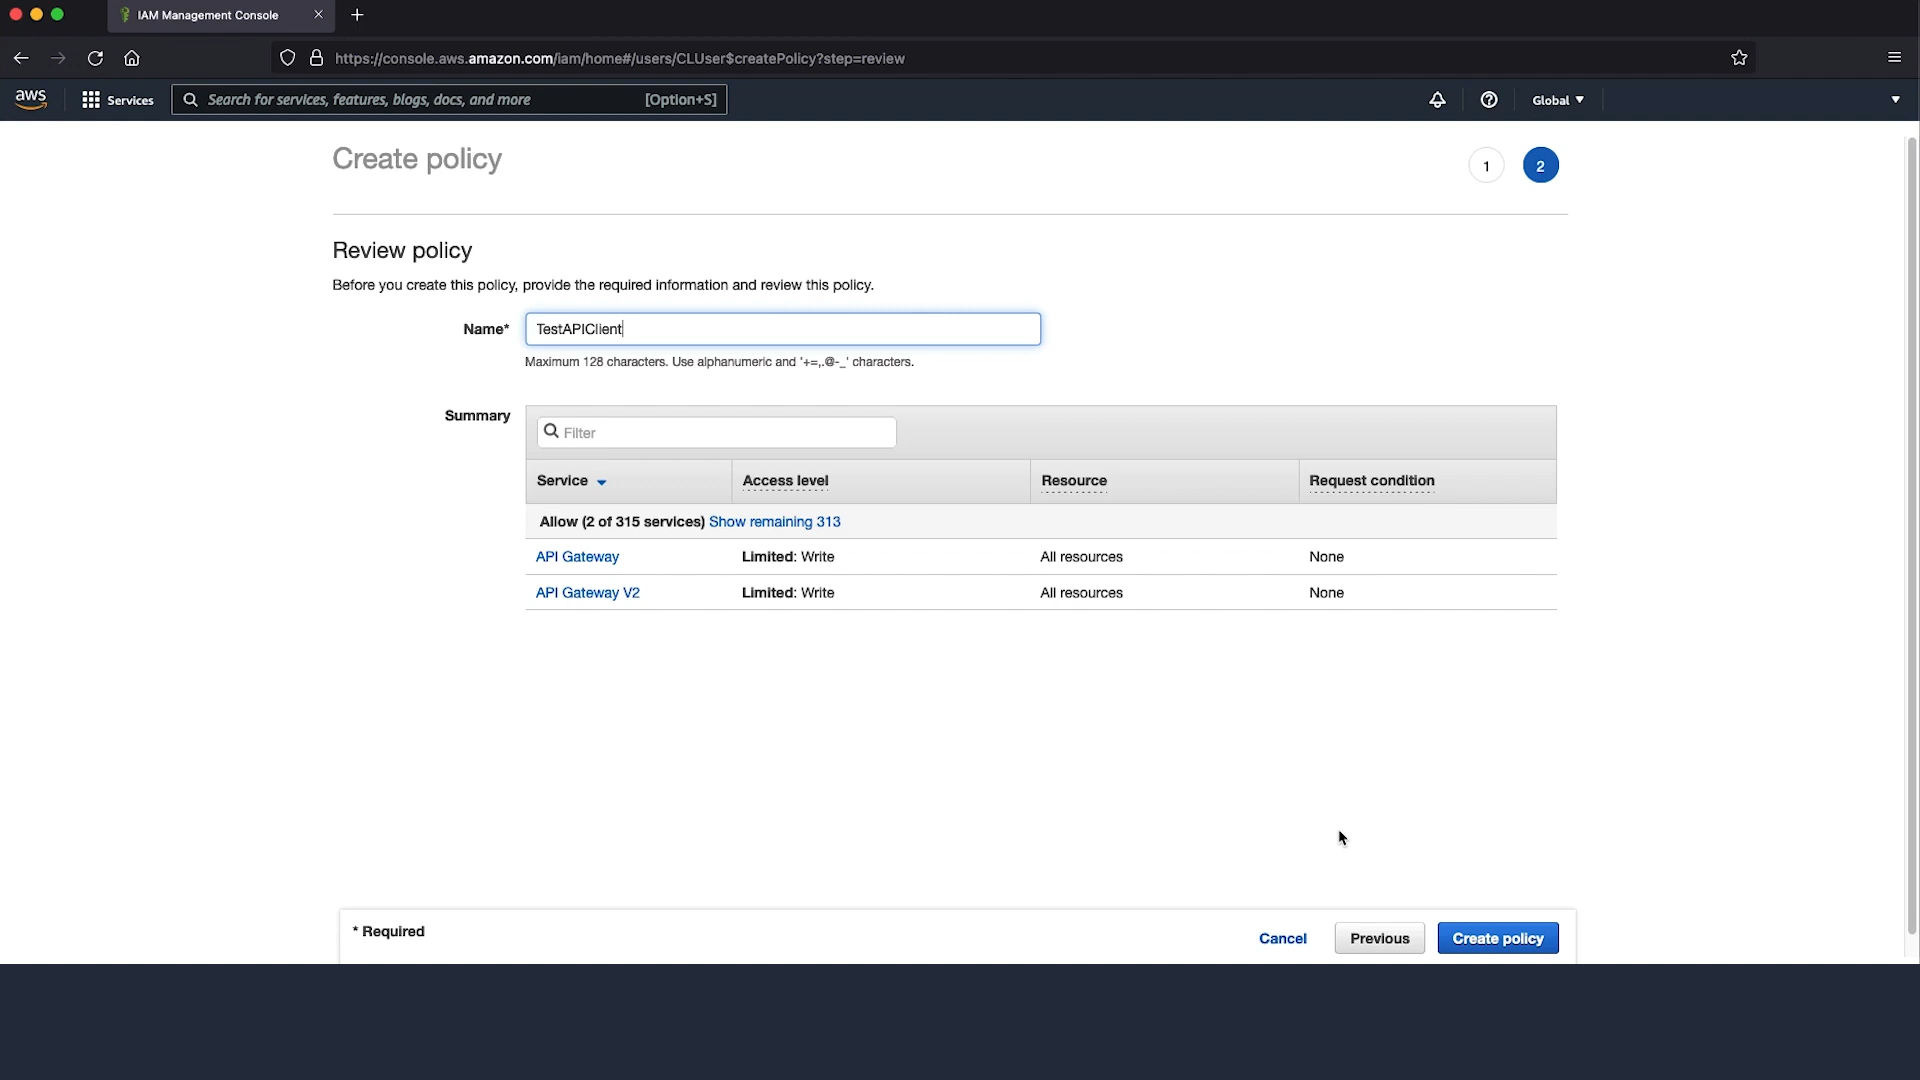 IAM Management Console
https://console.aws.amazon.com/iam/home#/users/CLUser$createPolicy?step=review
aws
Services
Search for services, features, blogs, docs, and more
[Option+S]
Global
Create policy
1
2
Review policy
Before you create this policy, provide the required information and review this policy.
Name*
TestAPIClient
Maximum 128 characters. Use alphanumeric and '+=,.@-_' characters.
Summary
Filter
Service
Access level
Resource
Request condition
Allow (2 of 315 services) Show remaining 313
API Gateway
Limited: Write
All resources
None
API Gateway V2
Limited: Write
All resources
None
* Required
Cancel
Previous
Create policy